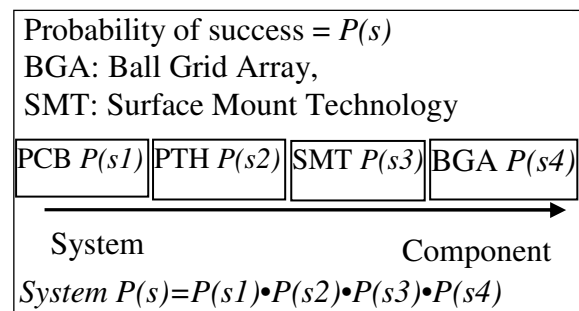 Probability of success = P(s)
BGA: Ball Grid Array,
SMT: Surface Mount Technology
PCB P(s1) PTH P(s2) SMT P(s3) BGA P(s4)
System Component
System P(s)=P(s1)•P(s2)•P(s3)•P(s4)